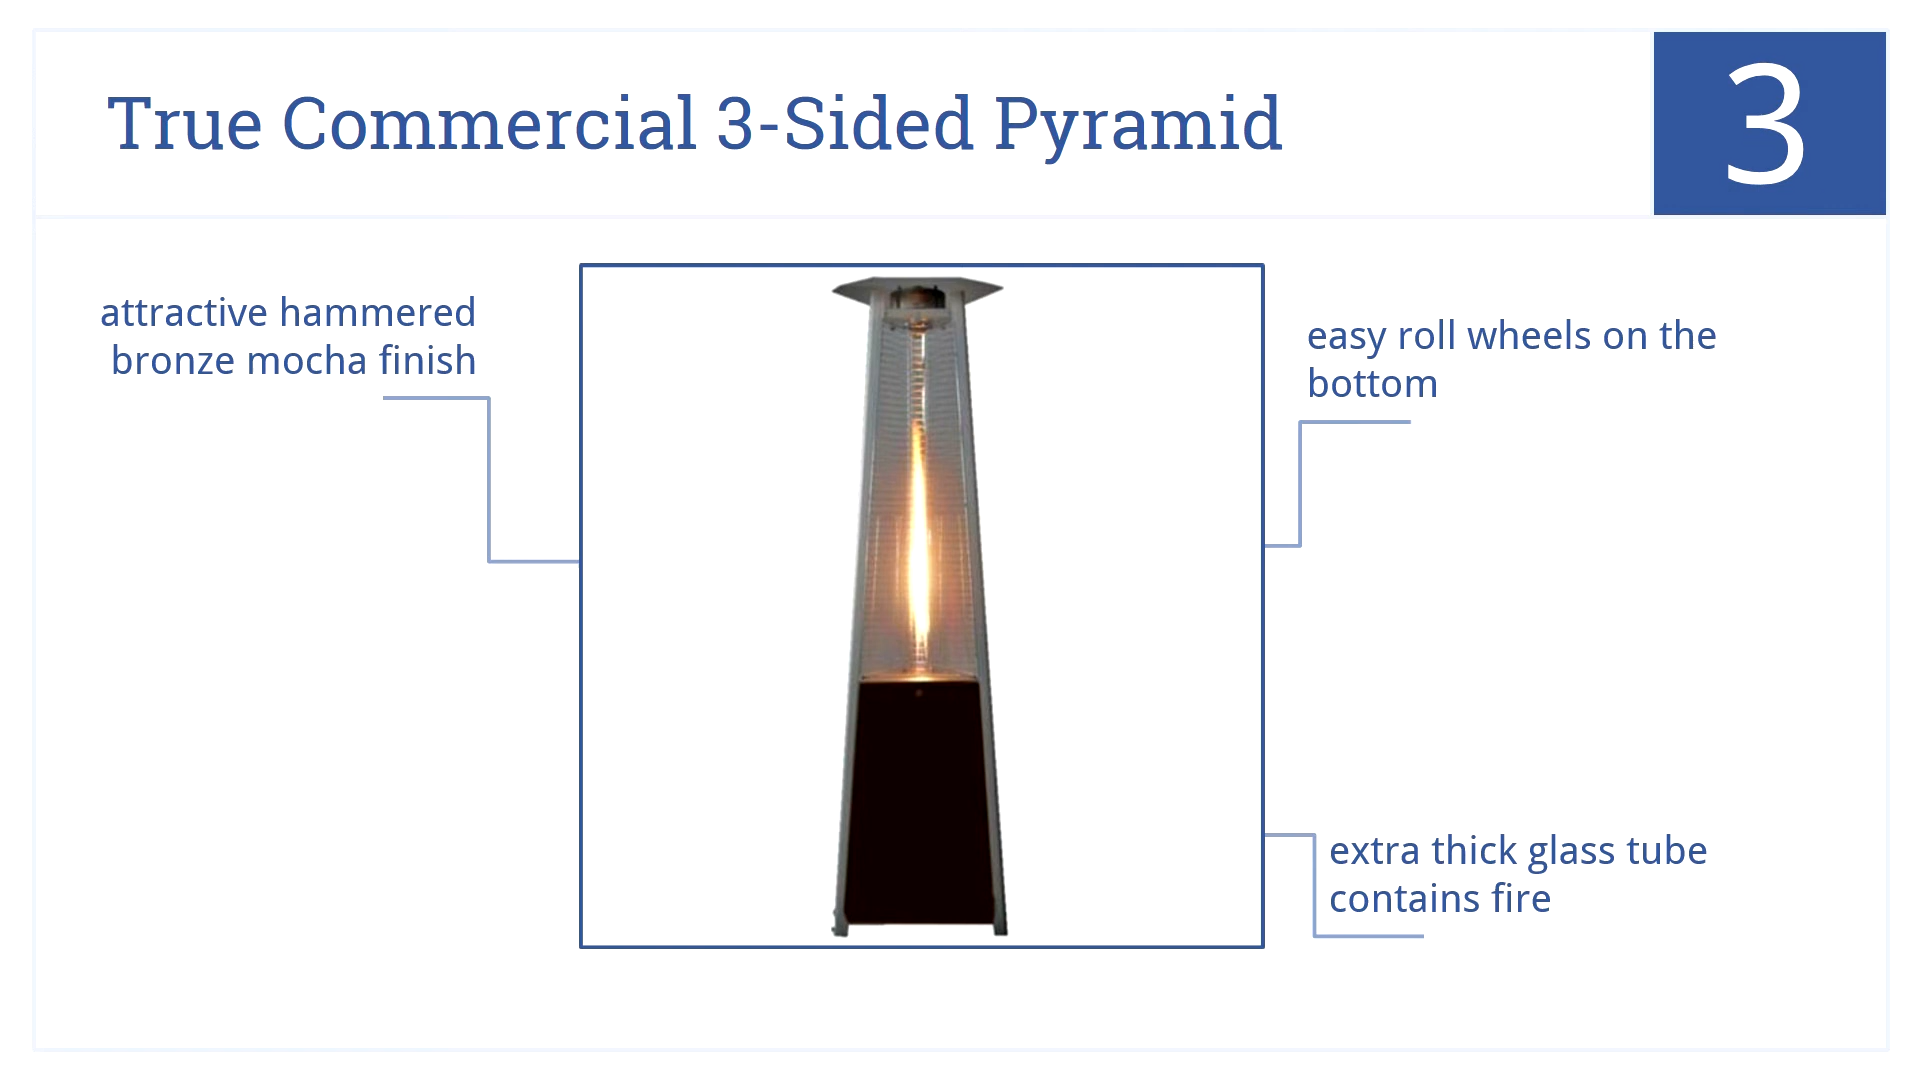 True Commercial 3-Sided Pyramid
3
attractive hammered
bronze mocha finish
easy roll wheels on the
bottom
extra thick glass tube
contains fire